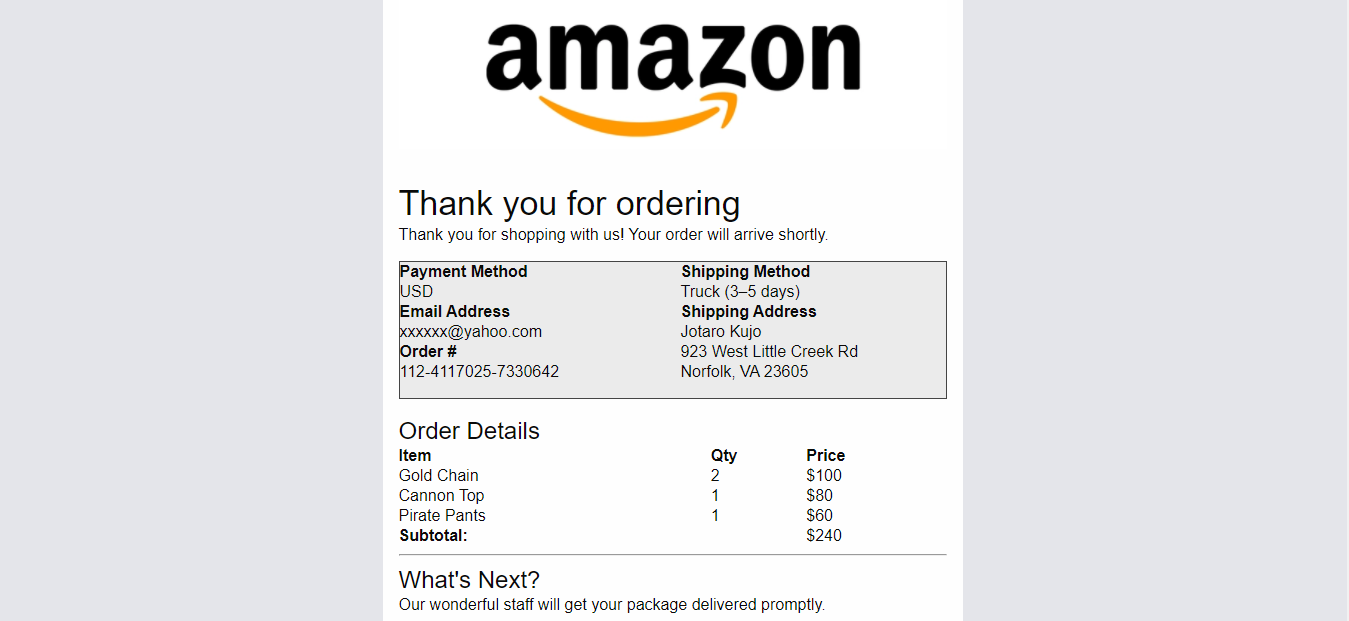 amazon
Thank you for ordering
Thank you for shopping with us! Your order will arrive shortly.
Payment Method Shipping Method
USD Truck (3–5 days)
Email Address Shipping Address
xxxxxx@yahoo.com Jotaro Kujo
Order # 923 West Little Creek Rd
112-4117025-7330642 Norfolk, VA 23605
Order Details
Item Qty Price
Gold Chain 2 $100
Cannon Top 1 $80
Pirate Pants 1 $60
Subtotal: $240
What's Next?
Our wonderful staff will get your package delivered promptly.